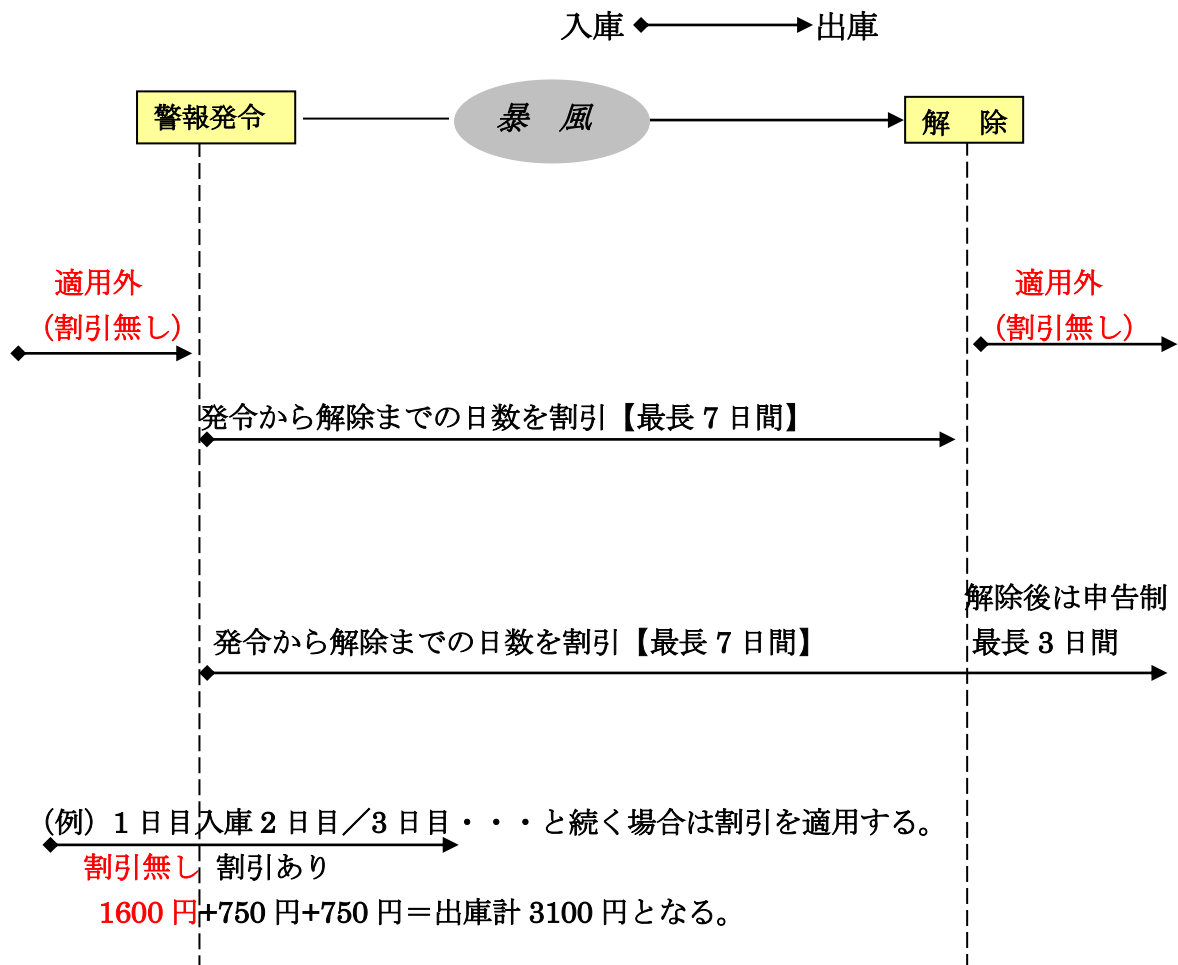 入庫 出庫
警報発令 暴 風 解 除
適用外
(割引無し)
適用外
(割引無し)
発令から解除までの日数を割引【最長7日間】
解除後は申告制
発令から解除までの日数を割引【最長7日間】 最長3日間
(例)1日目入庫2日目/3日目・・・と続く場合は割引を適用する。
割引無し 割引あり
1600円+750円+750円=出庫計3100円となる。